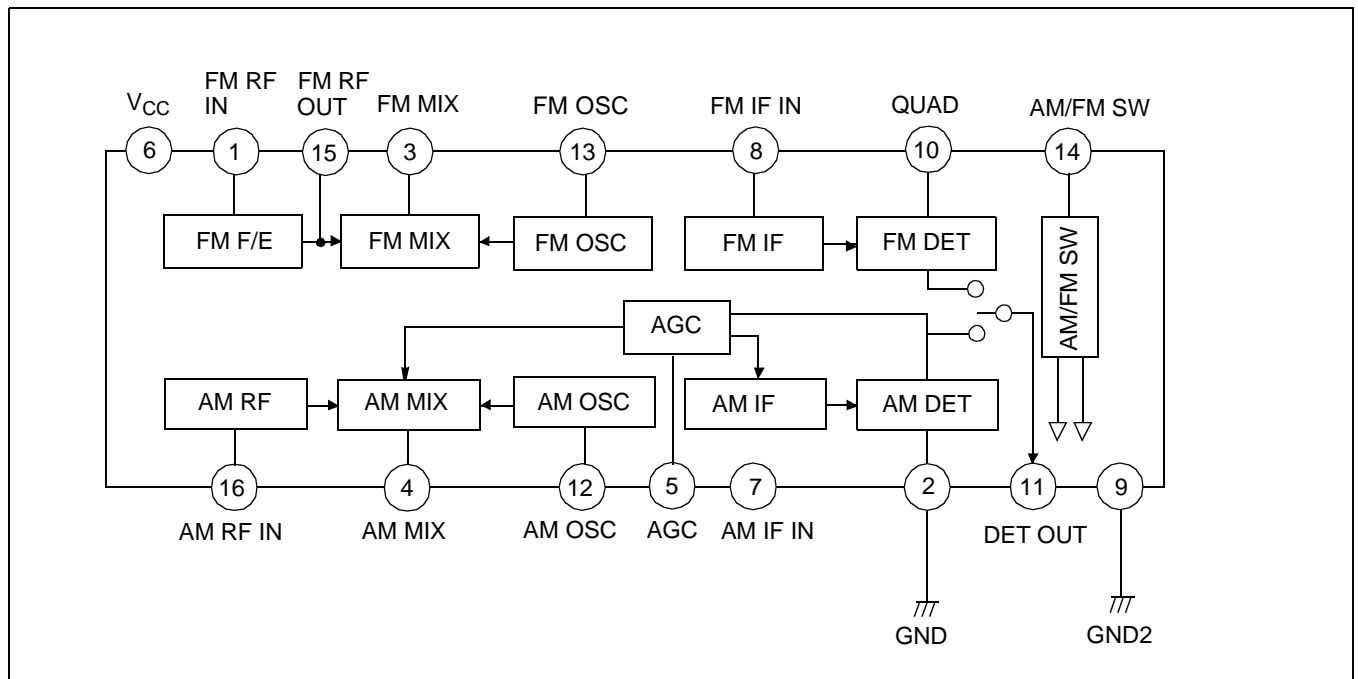 FM RF IN
FM RF OUT
V_CC
FM MIX
FM OSC
FM IF IN
QUAD
AM/FM SW
6
1
15
3
13
8
10
14
FM F/E
FM MIX
FM OSC
FM IF
FM DET
AM/FM SW
AGC
AM RF
AM MIX
AM OSC
AM IF
AM DET
16
4
12
5
7
2
11
9
AM RF IN
AM MIX
AM OSC
AGC
AM IF IN
DET OUT
GND
GND2